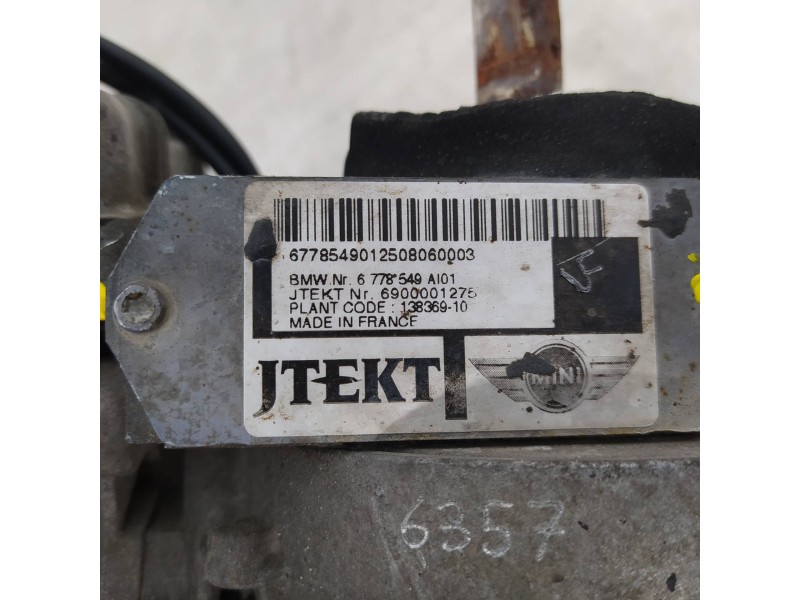 6778549012508060003
BMW.Nr. 6 778 549 AI01
JTEKT Nr. 6900001275
PLANT CODE : 138369-10
MADE IN FRANCE
JTEKT
MINI
6357